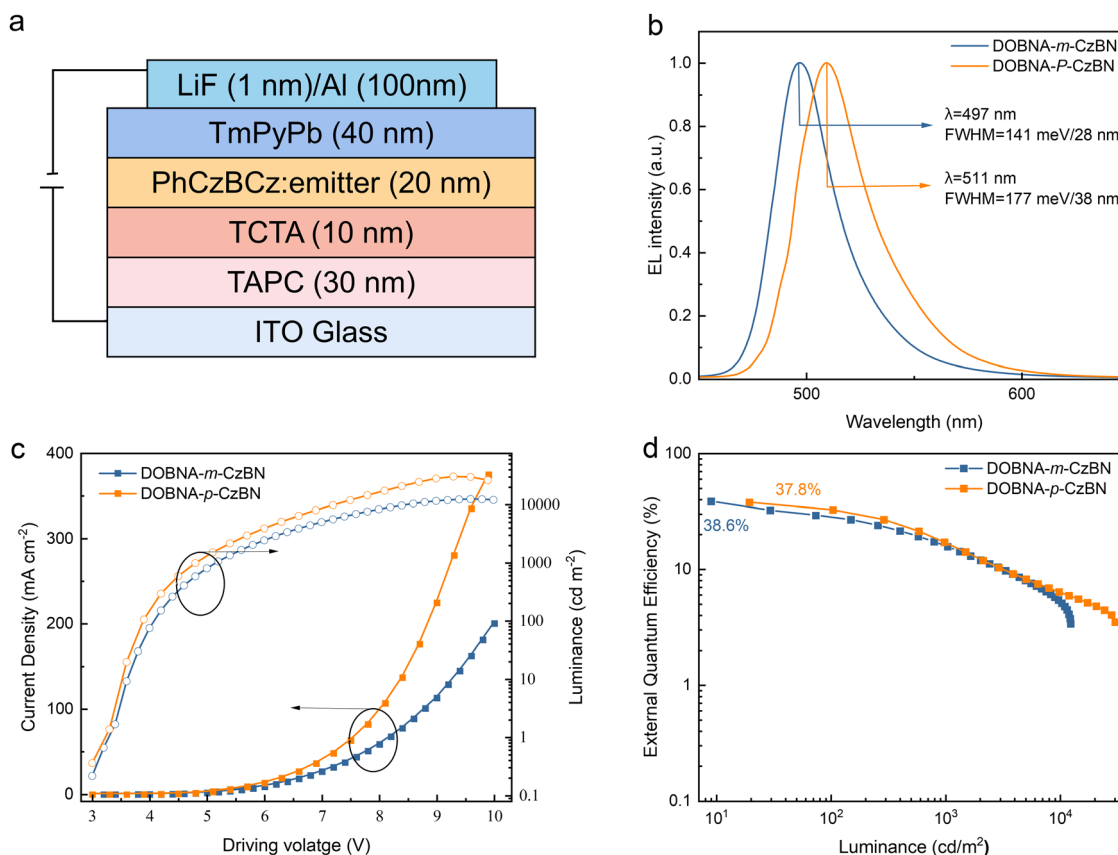 a
LiF (1 nm)/Al (100nm)
TmPyPb (40 nm)
PhCzBCz:emitter (20 nm)
TCTA (10 nm)
TAPC (30 nm)
ITO Glass
b
DOBNA-m-CzBN
DOBNA-P-CzBN
λ=497 nm
FWHM=141 meV/28 nm
λ=511 nm
FWHM=177 meV/38 nm
EL intensity (a.u.)
1.0
0.8
0.6
0.4
0.2
0.0
500
600
Wavelength (nm)
c
DOBNA-m-CzBN
DOBNA-p-CzBN
Current Density (mA cm-2)
400
350
300
250
200
150
100
50
0
10000
1000
100
10
1
0.1
Luminance (cd m-2)
3
4
5
6
7
8
9
10
Driving volatge (V)
d
DOBNA-m-CzBN
DOBNA-p-CzBN
37.8%
38.6%
External Quantum Efficiency (%)
100
10
1
0.1
10¹
10²
10³
10⁴
Luminance (cd/m²)